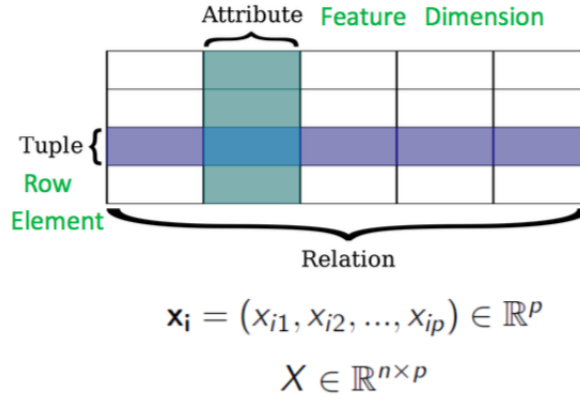 Attribute Feature Dimension
Tuple
Row
Element
Relation
𝐱ᵢ = (xᵢ₁, xᵢ₂, ..., xᵢₚ) ∈ ℝᵖ
X ∈ ℝⁿˣᵖ